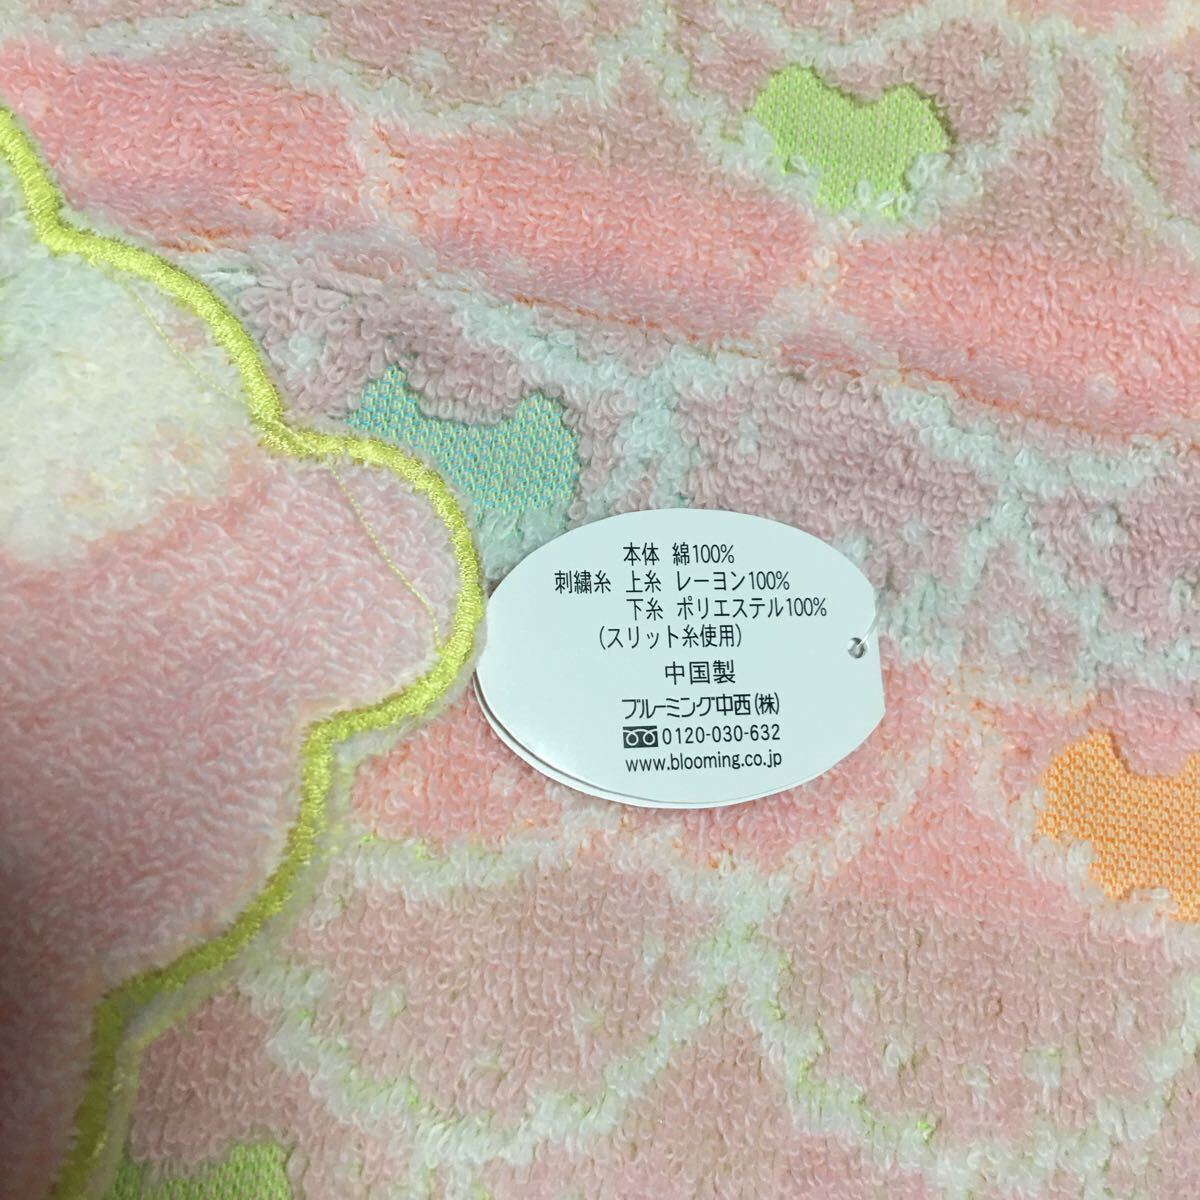 本体 綿100%
刺繍糸 上糸 レーヨン100%
下糸 ポリエステル100%
(スリット糸使用)
中国製
ブルーミング中西(株)
0120-030-632
www.blooming.co.jp